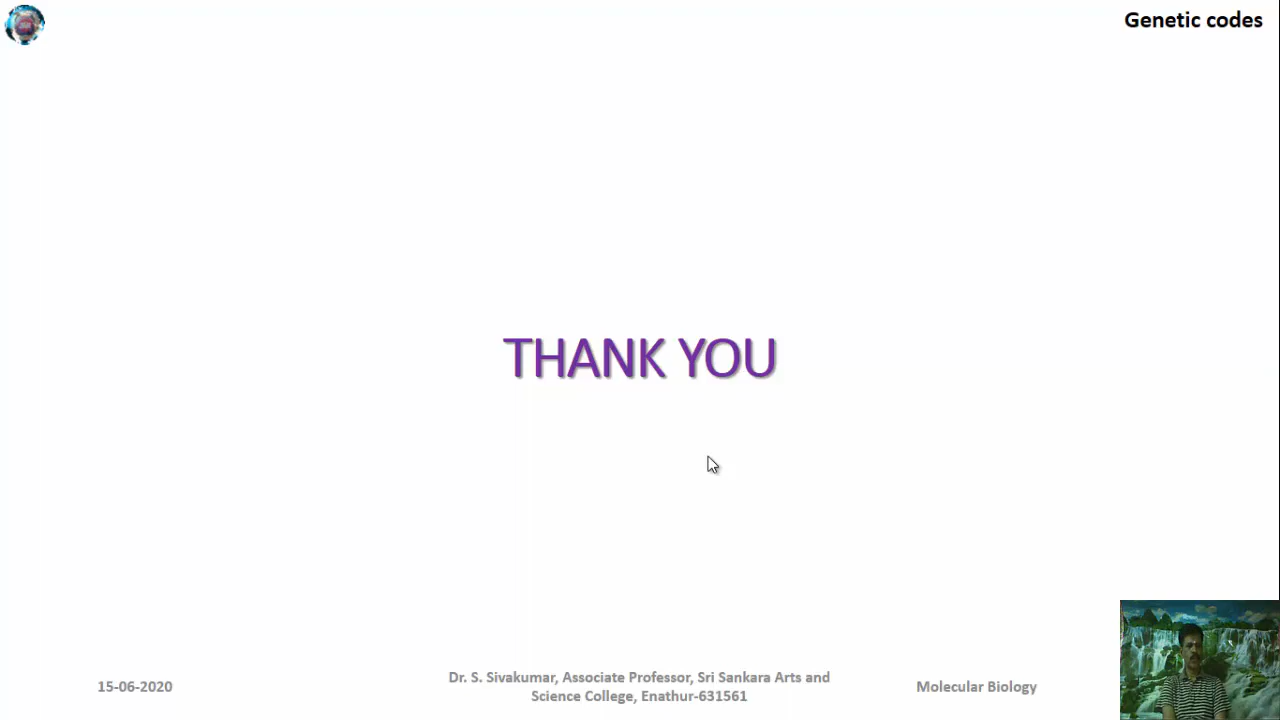 Genetic codes
THANK YOU
15-06-2020
Dr. S. Sivakumar, Associate Professor, Sri Sankara Arts and
Science College, Enathur-631561
Molecular Biology